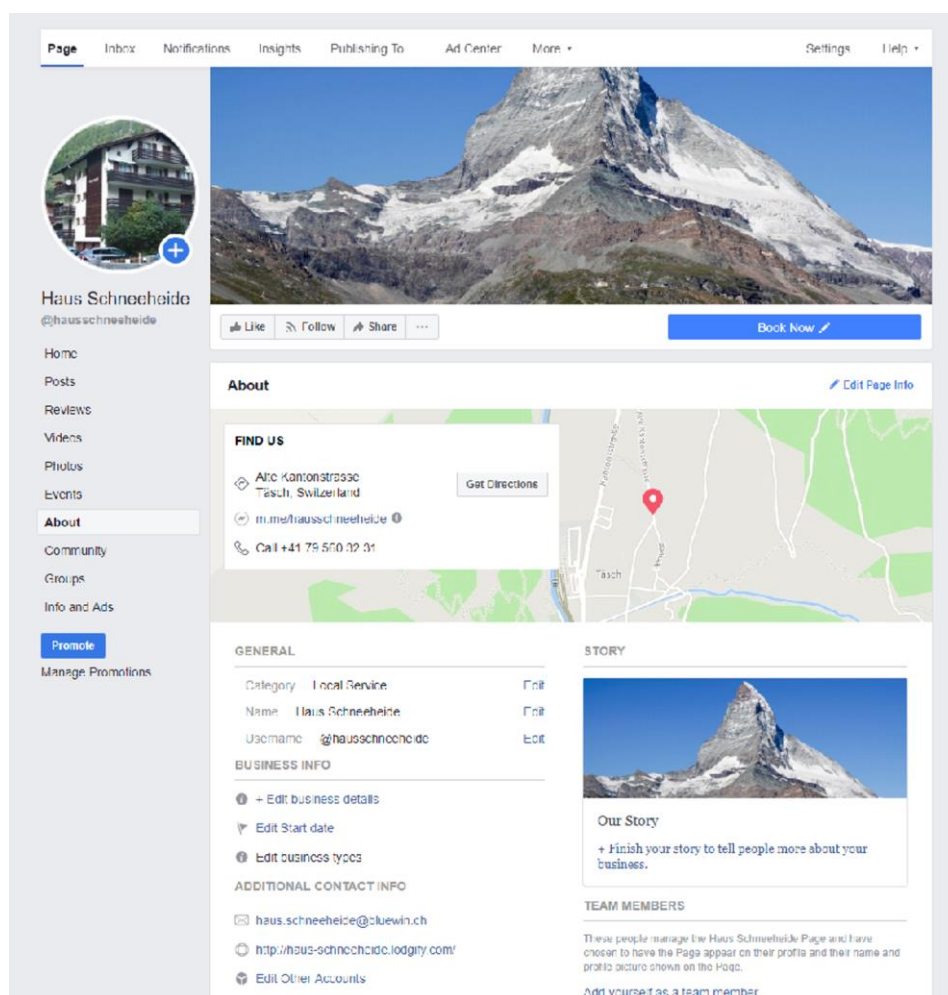 Page Inbox Notifications Insights Publishing To Ad Center More Settings Help
Haus Schneeheide
@hausschneeheide
Home
Posts
Reviews
Videos
Photos
Events
About
Community
Groups
Info and Ads
Promote
Manage Promotions
Like Follow Share ... Book Now
About Edit Page Info
FIND US
Alte Kantonstrasse
Täsch, Switzerland
Get Directions
m.me/hausschneeheide
Call +41 79 560 32 31
Täsch
GENERAL
Category Local Service Edit
Name Haus Schneeheide Edit
Username @hausschneeheide Edit
BUSINESS INFO
+ Edit business details
Edit Start date
Edit business types
ADDITIONAL CONTACT INFO
haus.schneeheide@bluewin.ch
http://haus-schneeheide.lodgify.com/
Edit Other Accounts
STORY
Our Story
+ Finish your story to tell people more about your
business.
TEAM MEMBERS
These people manage the Haus Schneeheide Page and have
chosen to have the Page appear on their profile and their name and
profile picture shown on the Page.
Add yourself as a team member